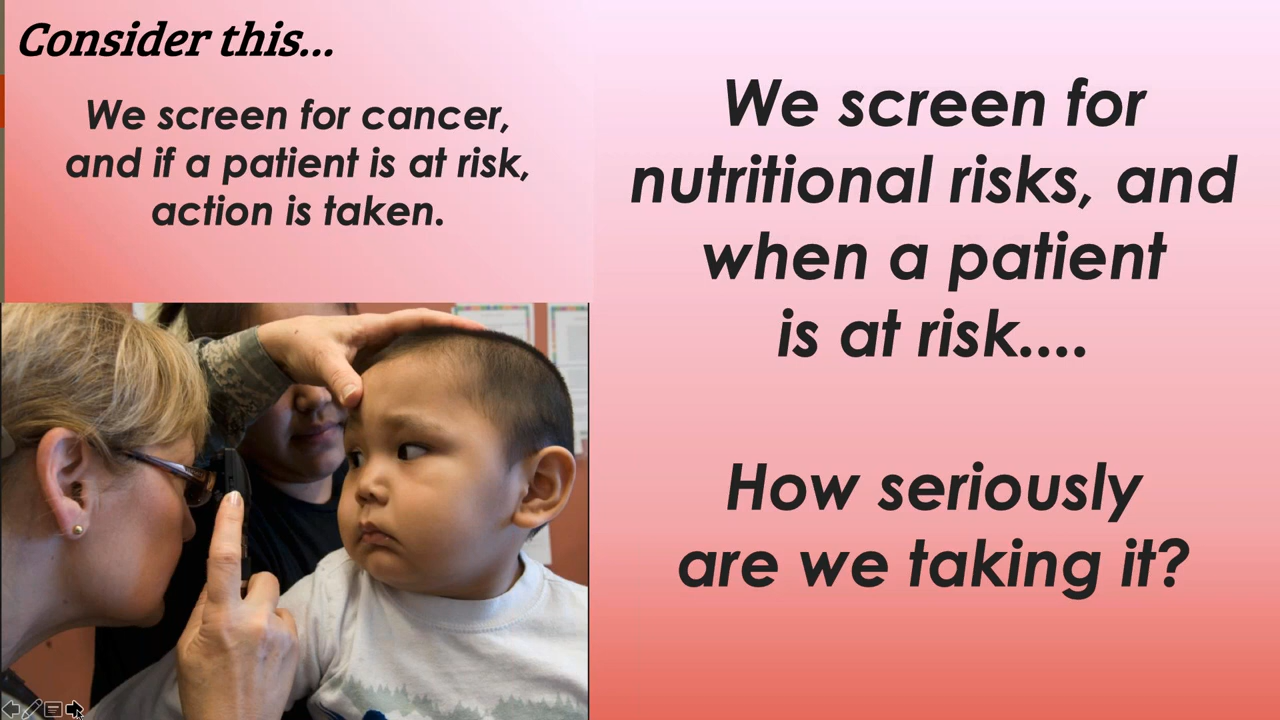 Consider this...
We screen for cancer,
and if a patient is at risk,
action is taken.
We screen for
nutritional risks, and
when a patient
is at risk....
How seriously
are we taking it?